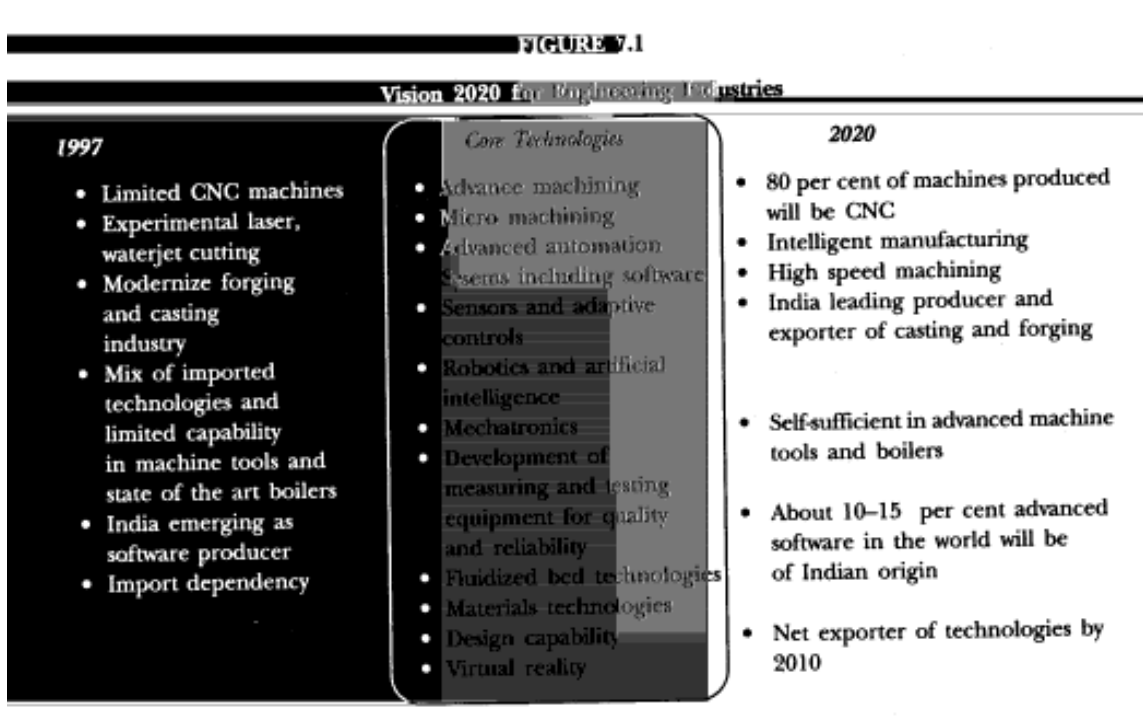 FIGURE 7.1
Vision 2020 for Engineering Industries
1997
• Limited CNC machines
• Experimental laser,
waterjet cutting
• Modernize forging
and casting
industry
• Mix of imported
technologies and
limited capability
in machine tools and
state of the art boilers
• India emerging as
software producer
• Import dependency
Core Technologies
• Advance machining
• Micro machining
• Advanced automation
Sysems including software
• Sensors and adaptive
controls
• Robotics and artificial
intelligence
• Mechatronics
• Development of
measuring and testing
equipment for quality
and reliability
• Fluidized bed technologies
• Materials technologies
• Design capability
• Virtual reality
2020
• 80 per cent of machines produced
will be CNC
• Intelligent manufacturing
• High speed machining
• India leading producer and
exporter of casting and forging
• Self-sufficient in advanced machine
tools and boilers
• About 10–15 per cent advanced
software in the world will be
of Indian origin
• Net exporter of technologies by
2010